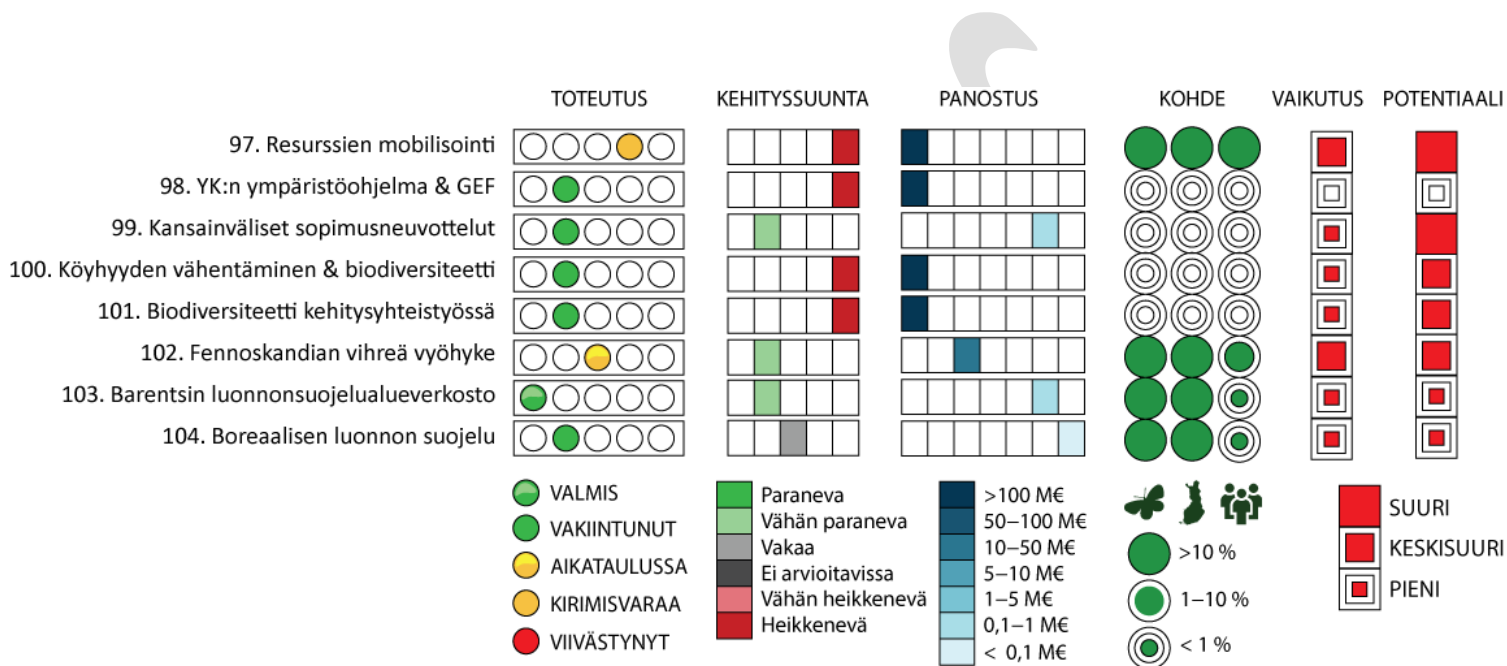 TOTEUTUS KEHITYSSUUNTA PANOSTUS KOHDE VAIKUTUS POTENTIAALI
97. Resurssien mobilisointi
98. YK:n ympäristöohjelma & GEF
99. Kansainväliset sopimusneuvottelut
100. Köyhyyden vähentäminen & biodiversiteetti
101. Biodiversiteetti kehitysyhteistyössä
102. Fennoskandian vihreä vyöhyke
103. Barentsin luonnonsuojelualueverkosto
104. Boreaalisen luonnon suojelu
VALMIS
VAKIINTUNUT
AIKATAULUSSA
KIRIMISVARAA
VIIVÄSTYNYT
Paraneva
Vähän paraneva
Vakaa
Ei arvioitavissa
Vähän heikkenevä
Heikkenevä
>100 M€
50–100 M€
10–50 M€
5–10 M€
1–5 M€
0,1–1 M€
< 0,1 M€
>10 %
1–10 %
< 1 %
SUURI
KESKISUURI
PIENI